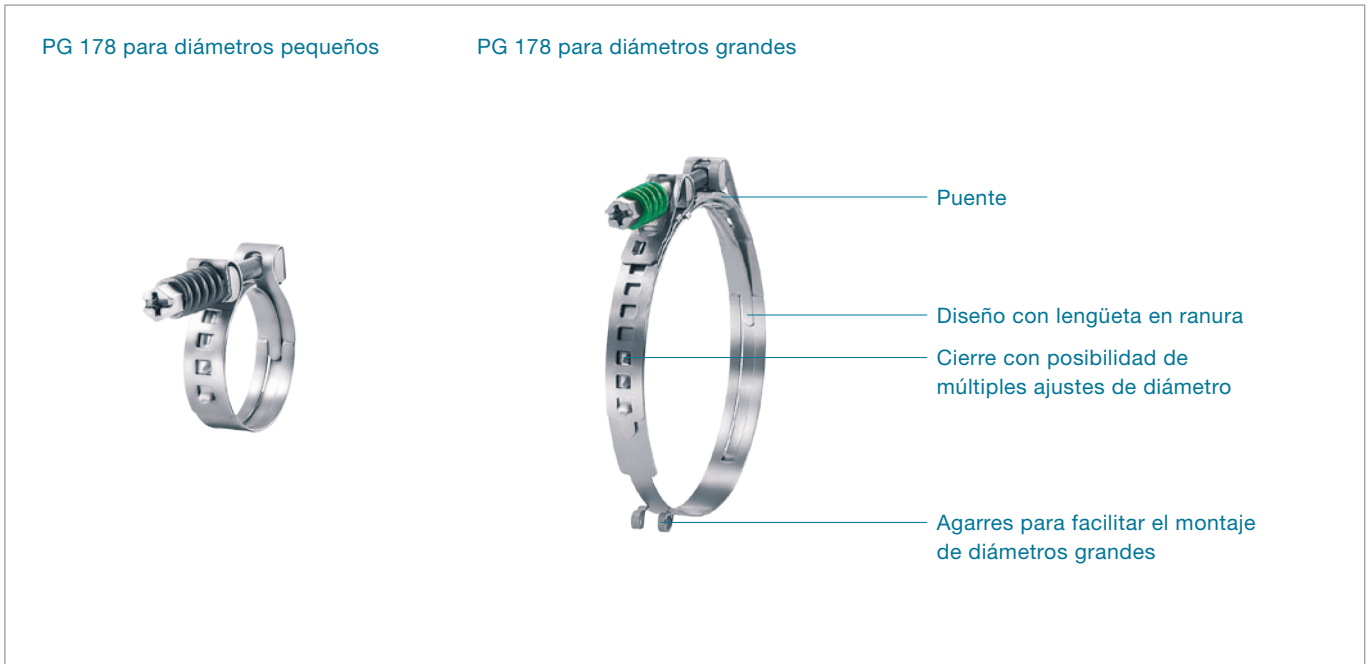 PG 178 para diámetros pequeños
PG 178 para diámetros grandes
Puente
Diseño con lengüeta en ranura
Cierre con posibilidad de
múltiples ajustes de diámetro
Agarres para facilitar el montaje
de diámetros grandes